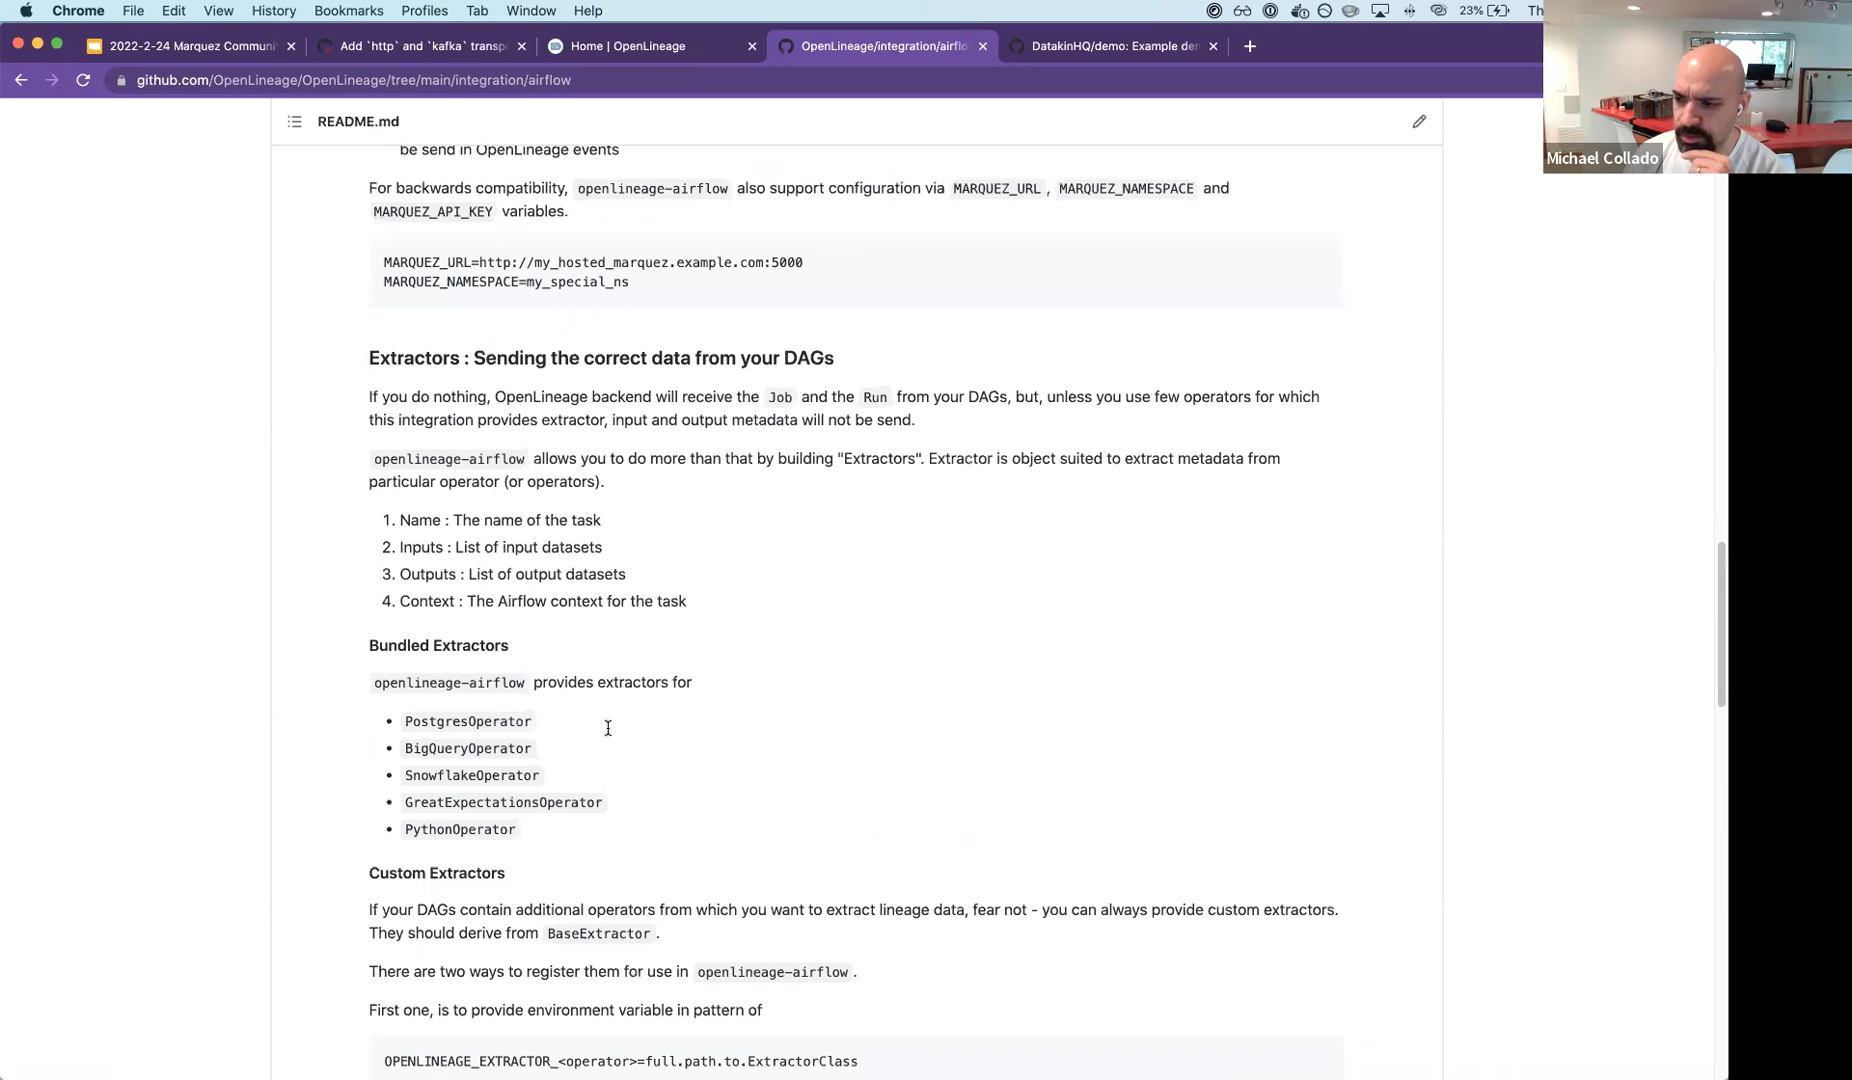 Chrome File Edit View History Bookmarks Profiles Tab Window Help 23% Th
2022-2-24 Marquez Communi
Add `http` and `kafka` transpo
Home | OpenLineage
OpenLineage/integration/airflo
DatakinHQ/demo: Example den
github.com/OpenLineage/OpenLineage/tree/main/integration/airflow
Michael Collado
README.md
be send in OpenLineage events
For backwards compatibility, openlineage-airflow also support configuration via MARQUEZ_URL , MARQUEZ_NAMESPACE and
MARQUEZ_API_KEY variables.
MARQUEZ_URL=http://my_hosted_marquez.example.com:5000
MARQUEZ_NAMESPACE=my_special_ns
Extractors : Sending the correct data from your DAGs
If you do nothing, OpenLineage backend will receive the Job and the Run from your DAGs, but, unless you use few operators for which
this integration provides extractor, input and output metadata will not be send.
openlineage-airflow allows you to do more than that by building "Extractors". Extractor is object suited to extract metadata from
particular operator (or operators).
1. Name : The name of the task
2. Inputs : List of input datasets
3. Outputs : List of output datasets
4. Context : The Airflow context for the task
Bundled Extractors
openlineage-airflow provides extractors for
• PostgresOperator
• BigQueryOperator
• SnowflakeOperator
• GreatExpectationsOperator
• PythonOperator
Custom Extractors
If your DAGs contain additional operators from which you want to extract lineage data, fear not - you can always provide custom extractors.
They should derive from BaseExtractor .
There are two ways to register them for use in openlineage-airflow .
First one, is to provide environment variable in pattern of
OPENLINEAGE_EXTRACTOR_<operator>=full.path.to.ExtractorClass